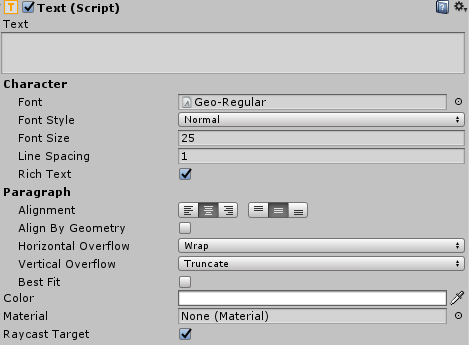 Text (Script)
Text
Character
Font Geo-Regular
Font Style Normal
Font Size 25
Line Spacing 1
Rich Text
Paragraph
Alignment
Align By Geometry
Horizontal Overflow Wrap
Vertical Overflow Truncate
Best Fit
Color
Material None (Material)
Raycast Target